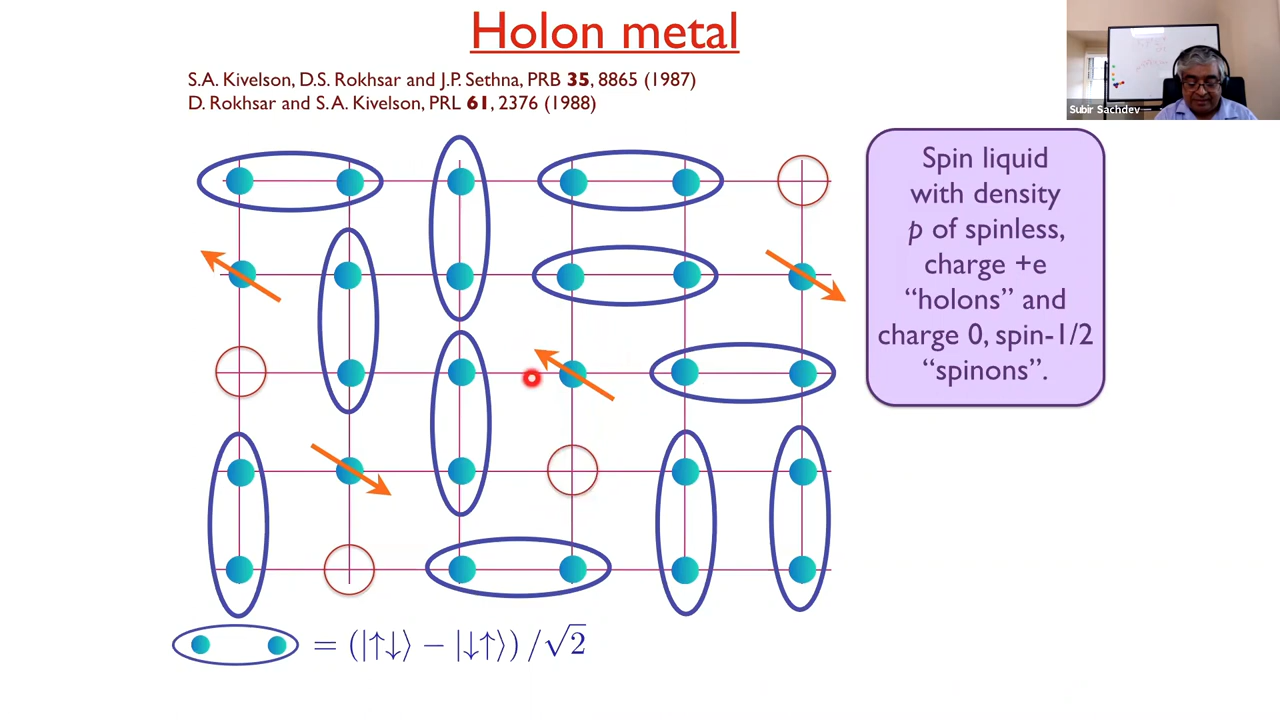 Holon metal
S.A. Kivelson, D.S. Rokhsar and J.P. Sethna, PRB 35, 8865 (1987)
D. Rokhsar and S.A. Kivelson, PRL 61, 2376 (1988)
Subir Sachdev
Spin liquid
with density
p of spinless,
charge +e
“holons” and
charge 0, spin-1/2
“spinons”.
= (|↑↓⟩ − |↓↑⟩) / √2